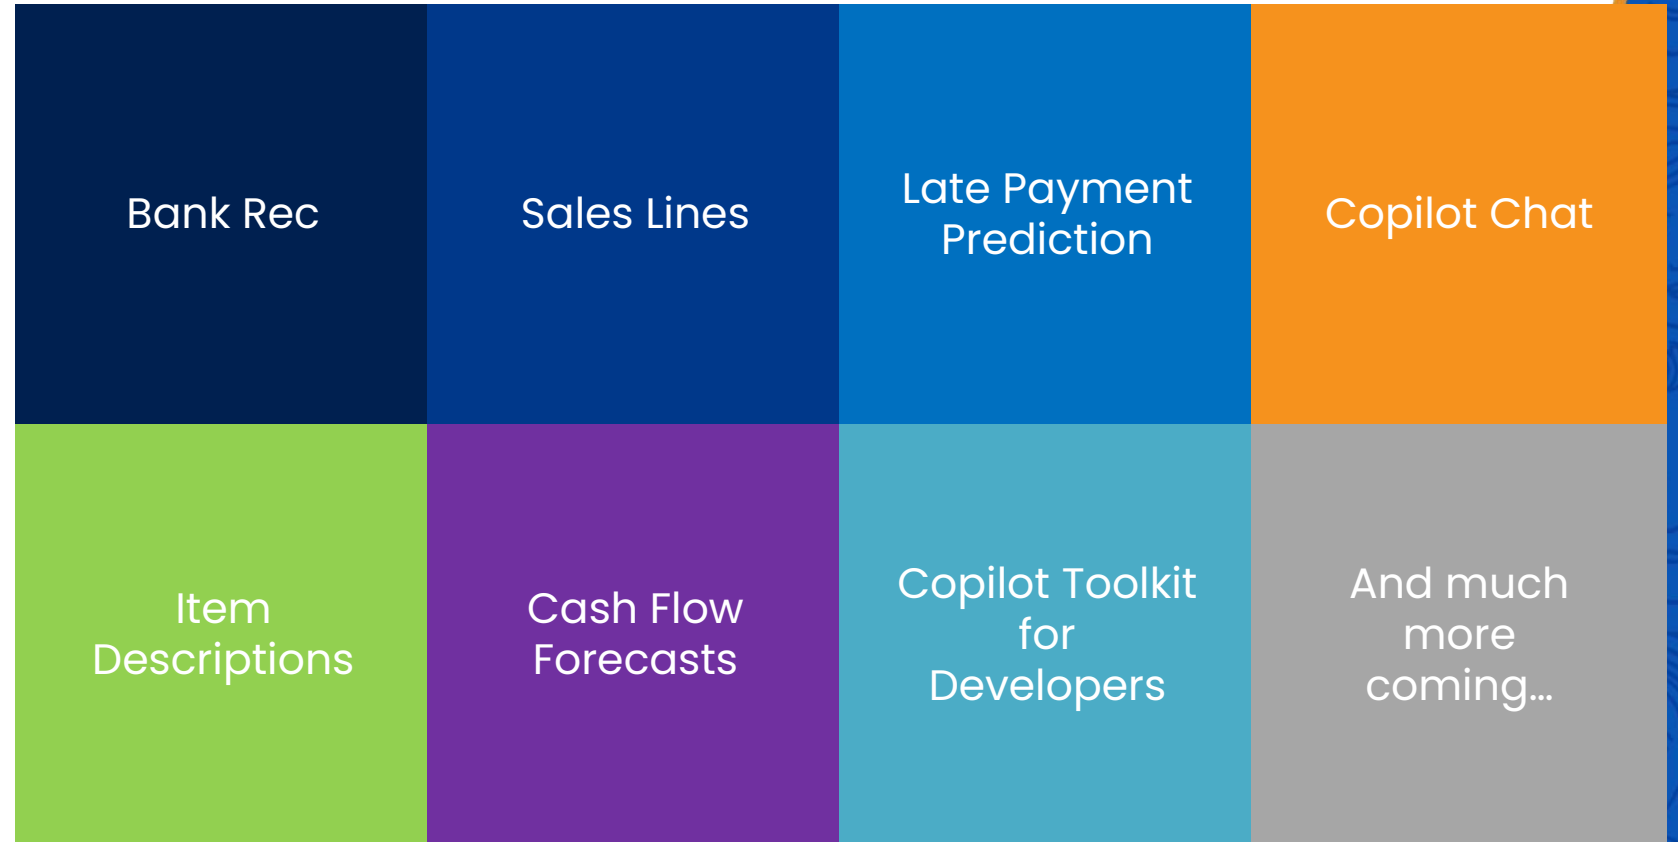 Bank Rec
Sales Lines
Late Payment
Prediction
Copilot Chat
Item
Descriptions
Cash Flow
Forecasts
Copilot Toolkit
for
Developers
And much
more
coming...